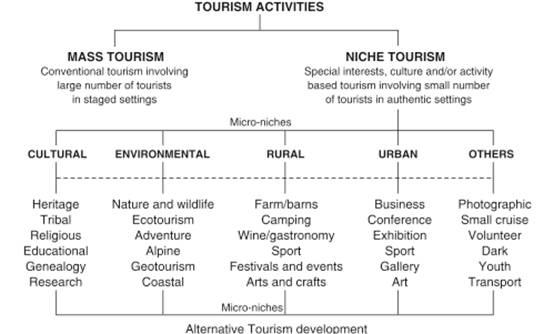 TOURISM ACTIVITIES
MASS TOURISM
Conventional tourism involving
large number of tourists
in staged settings
NICHE TOURISM
Special interests, culture and/or activity
based tourism involving small number
of tourists in authentic settings
Micro-niches
CULTURAL ENVIRONMENTAL RURAL URBAN OTHERS
Heritage Nature and wildlife Farm/barns Business Photographic
Tribal Ecotourism Camping Conference Small cruise
Religious Adventure Wine/gastronomy Exhibition Volunteer
Educational Alpine Sport Sport Dark
Genealogy Geotourism Festivals and events Gallery Youth
Research Coastal Arts and crafts Art Transport
Micro-niches
Alternative Tourism development